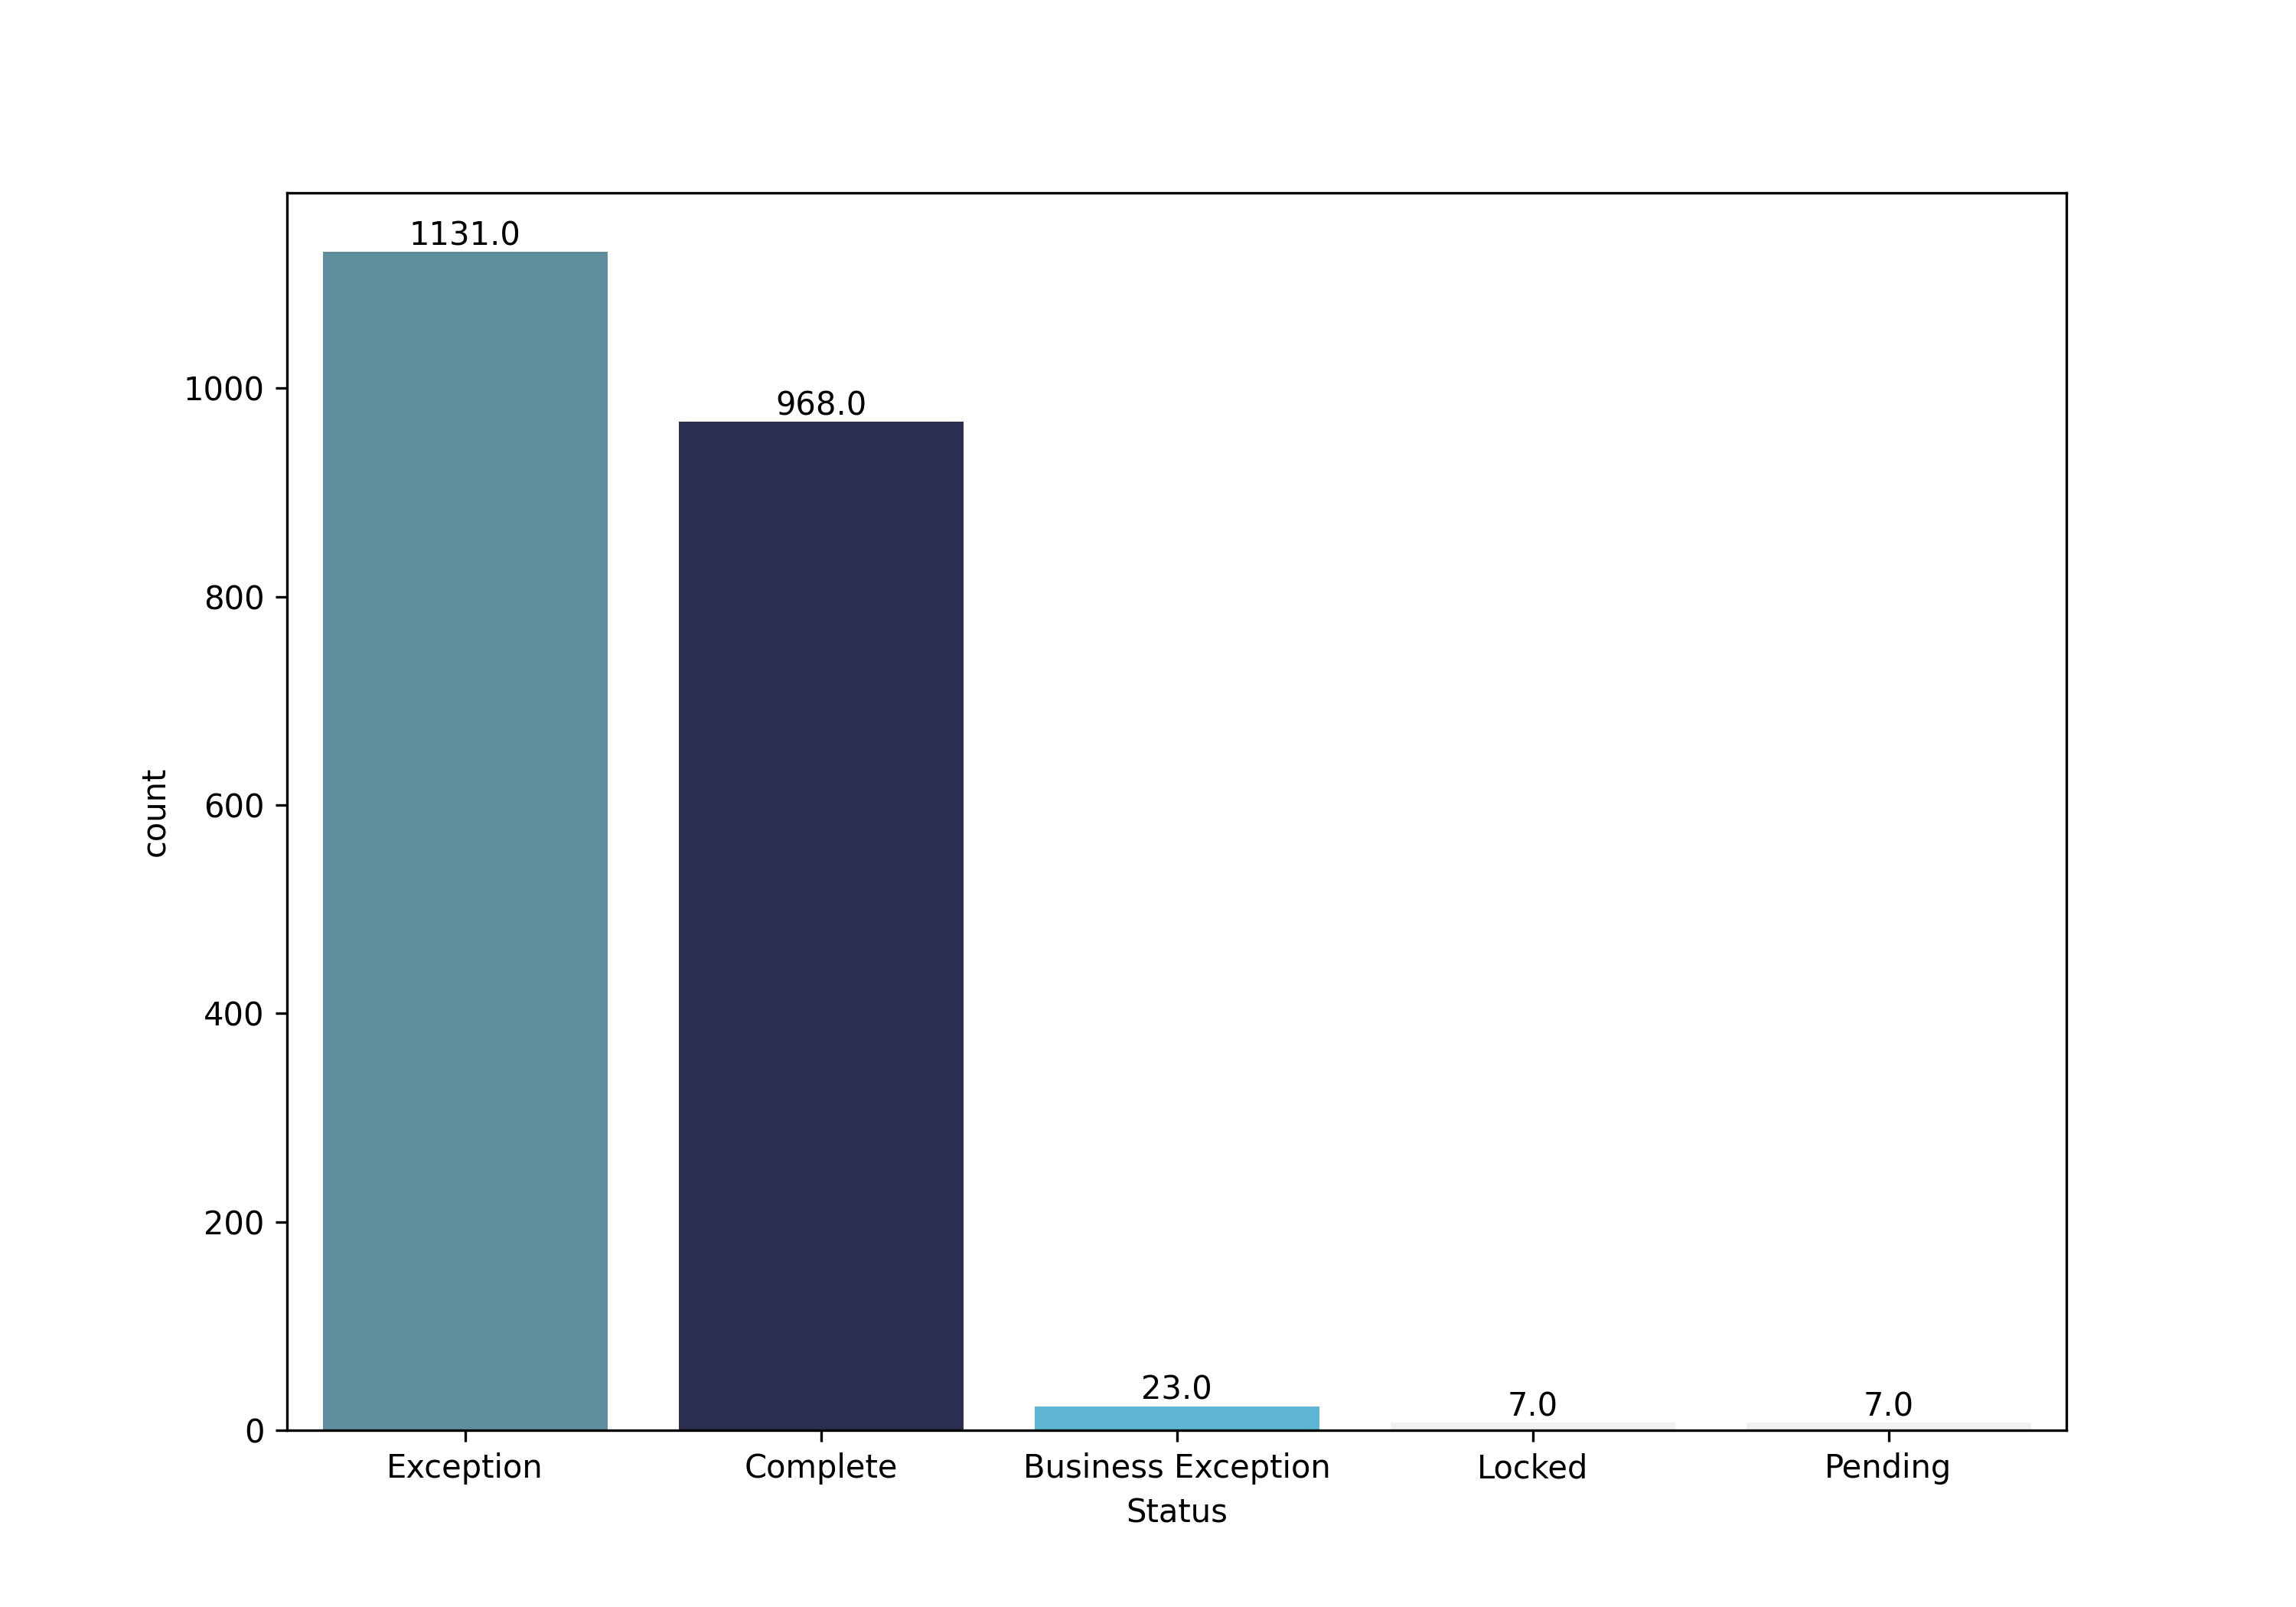 1131.0
968.0
23.0
7.0
7.0
1000
800
600
400
200
0
count
Exception
Complete
Business Exception
Locked
Pending
Status